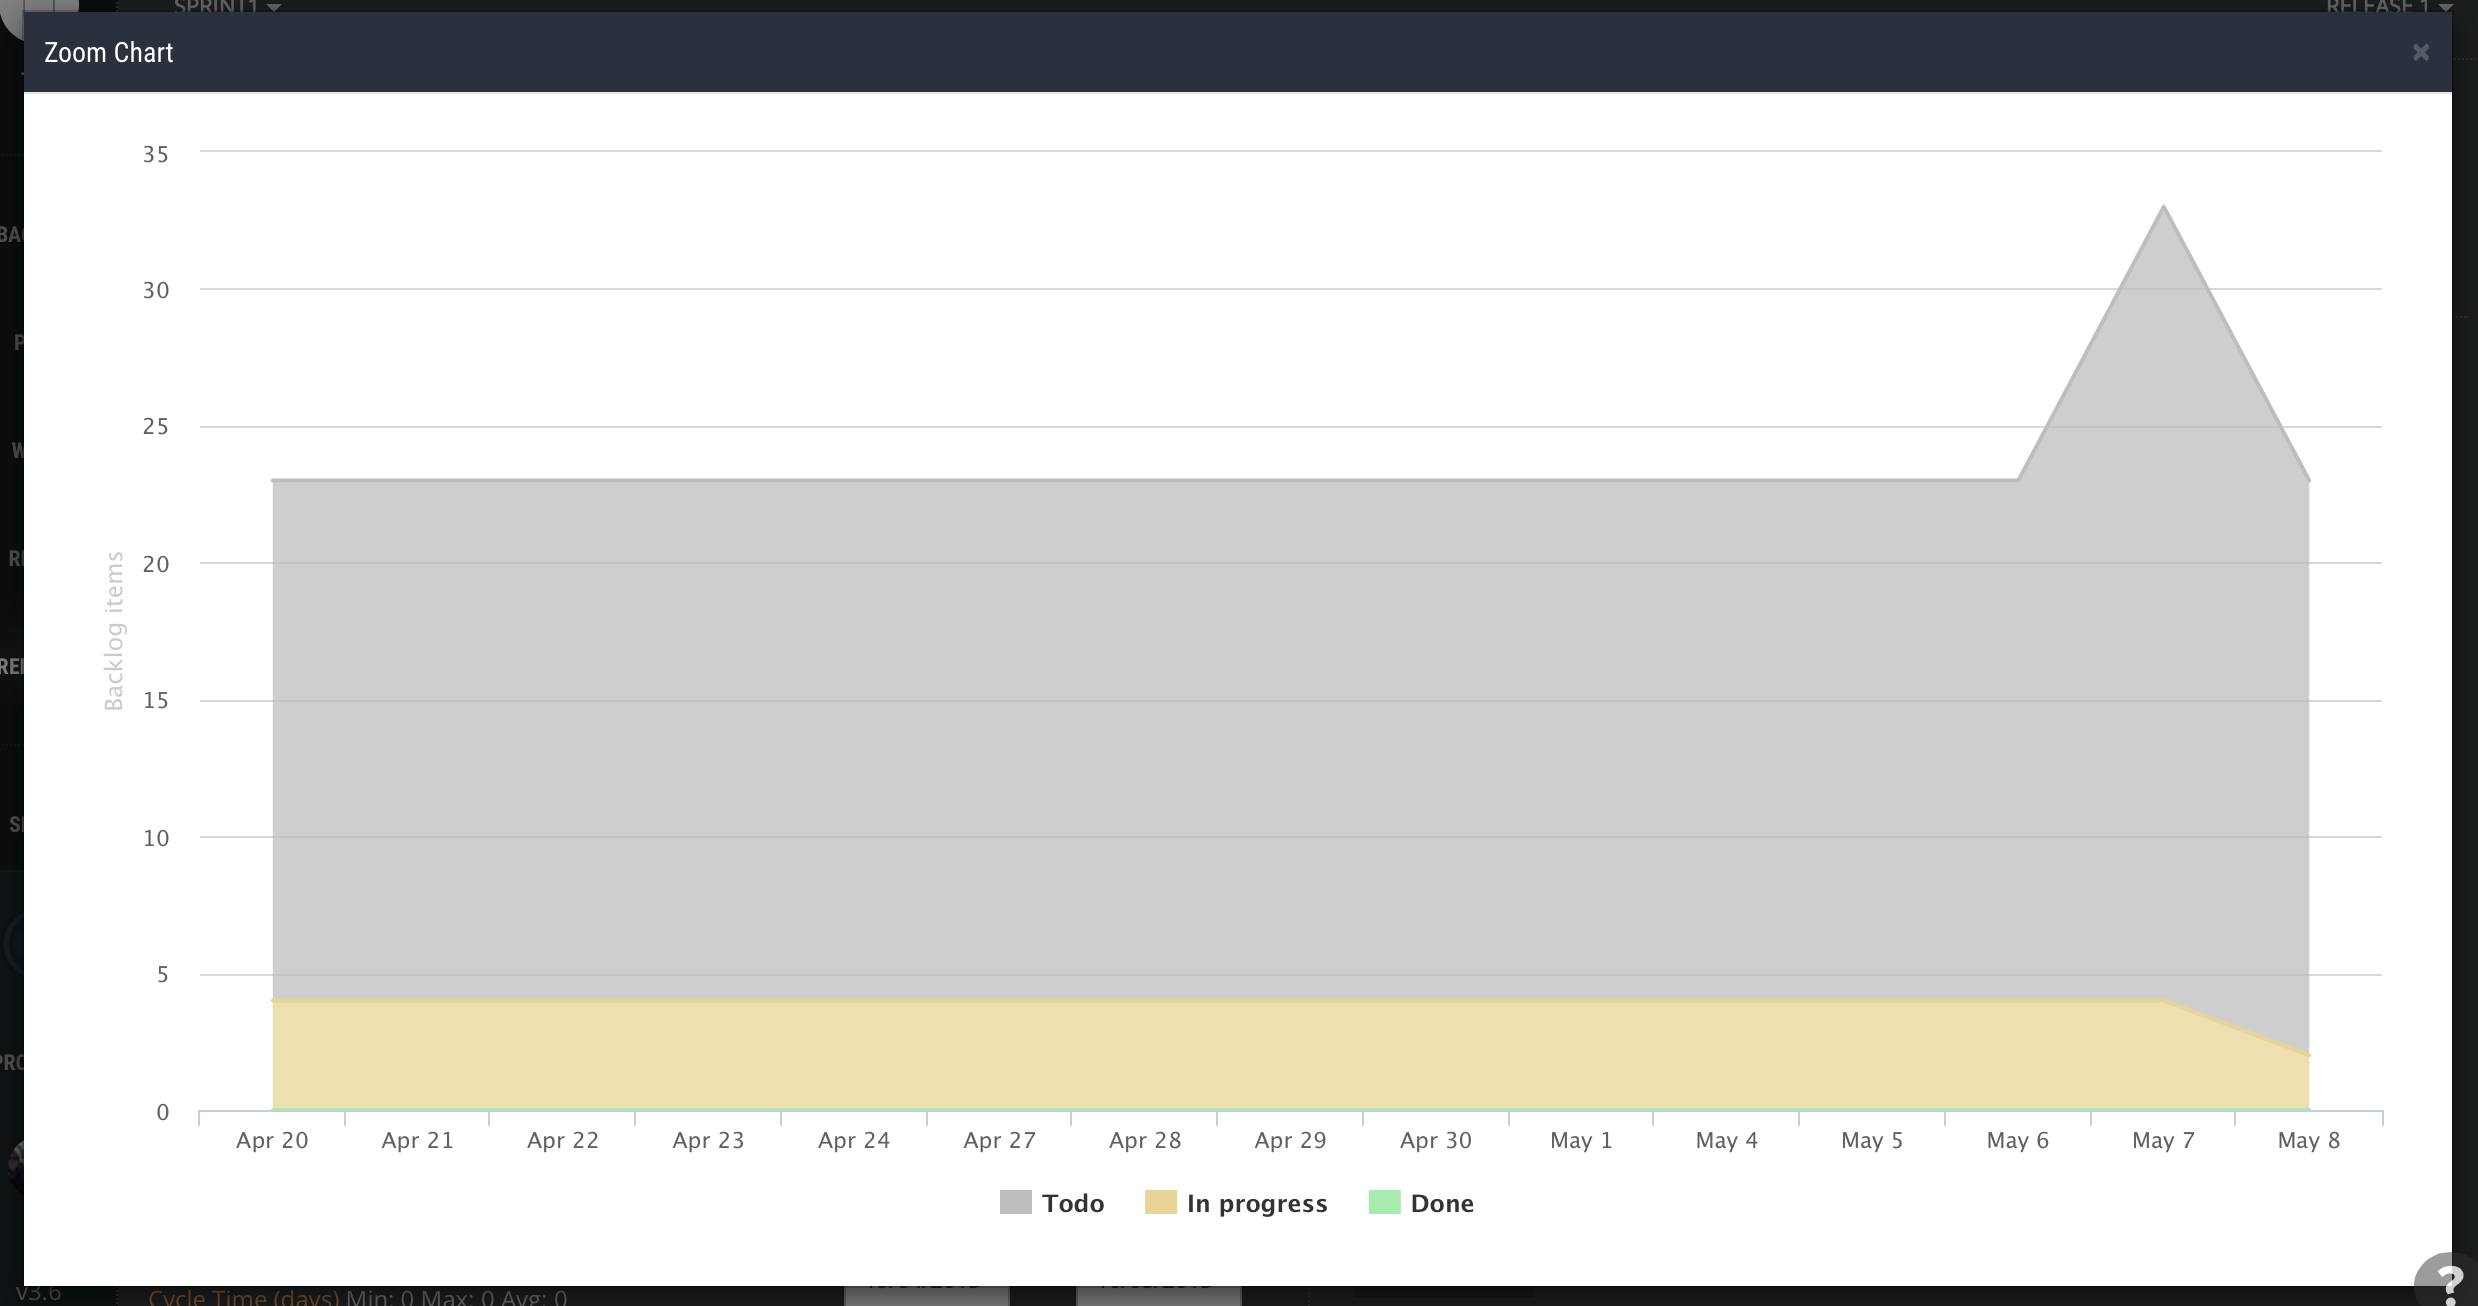 SPRINT1
RELEASE 1
Zoom Chart
35
30
25
20
15
10
5
0
Backlog items
Apr 20 Apr 21 Apr 22 Apr 23 Apr 24 Apr 27 Apr 28 Apr 29 Apr 30 May 1 May 4 May 5 May 6 May 7 May 8
Todo In progress Done
v3.6
Cycle Time (days) Min: 0 Max: 0 Avg: 0
?